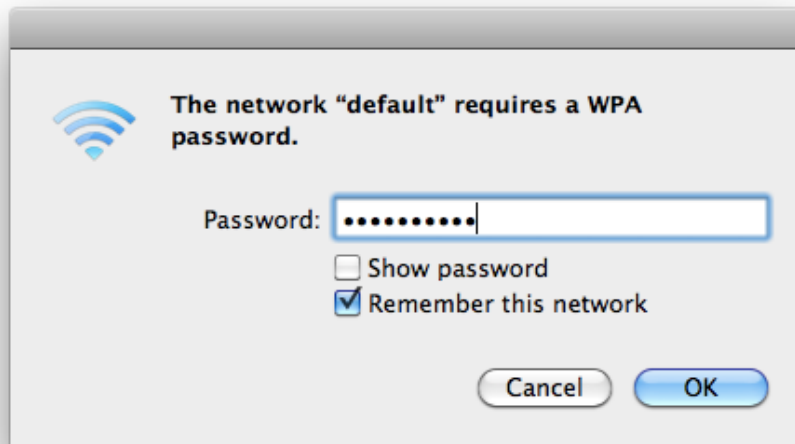 The network “default” requires a WPA
password.
Password: ••••••••••
Show password
Remember this network
Cancel OK